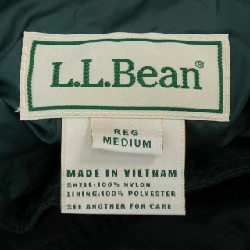 L.L.Bean®
REG
MEDIUM
MADE IN VIETNAM
SHELL:100% NYLON
LINING:100% POLYESTER
SEE ANOTHER FOR CARE